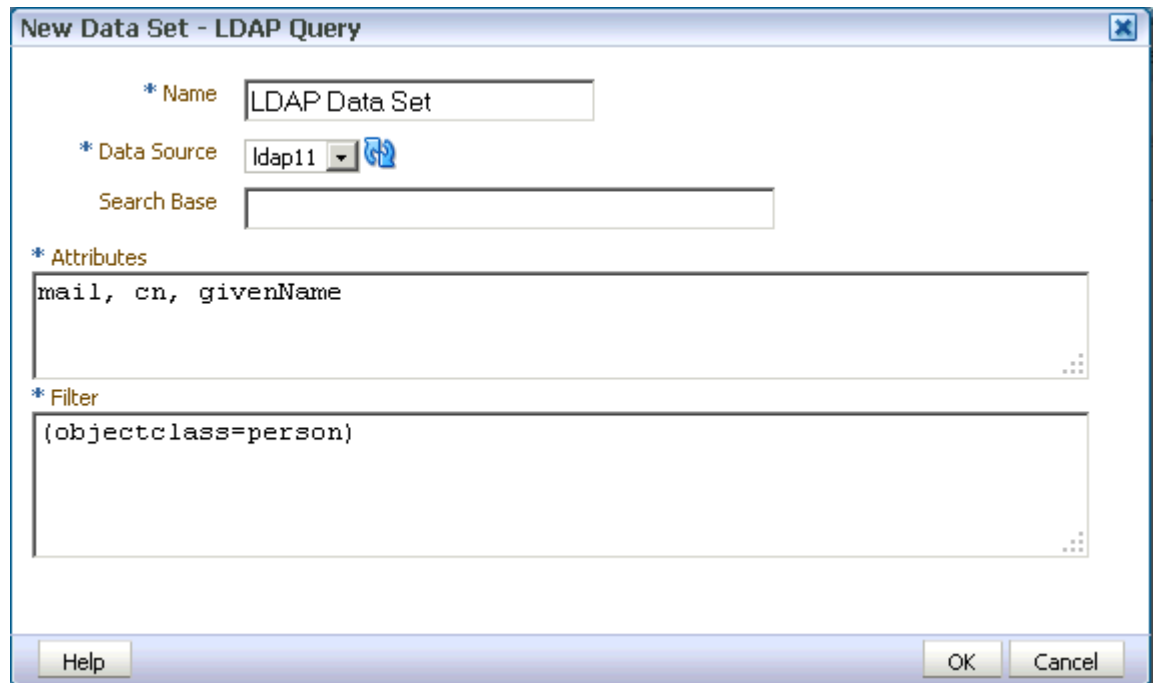 New Data Set - LDAP Query
* Name
LDAP Data Set
* Data Source
ldap11
Search Base
* Attributes
mail, cn, givenName
* Filter
(objectclass=person)
Help
OK
Cancel